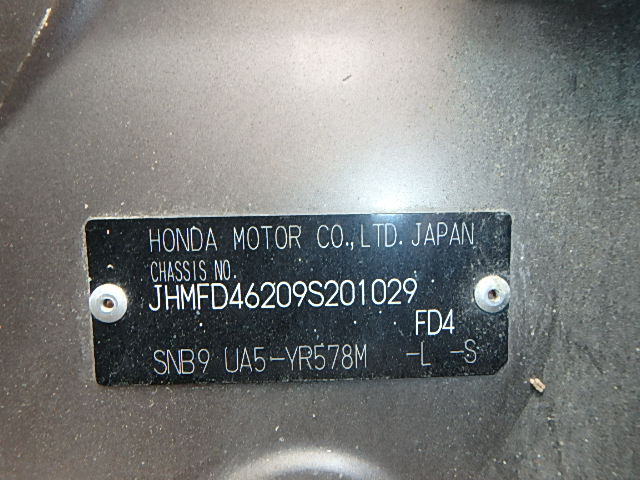 HONDA MOTOR CO.,LTD. JAPAN
CHASSIS NO.
JHMFD46209S201029
FD4
SNB9 UA5-YR578M -L -S